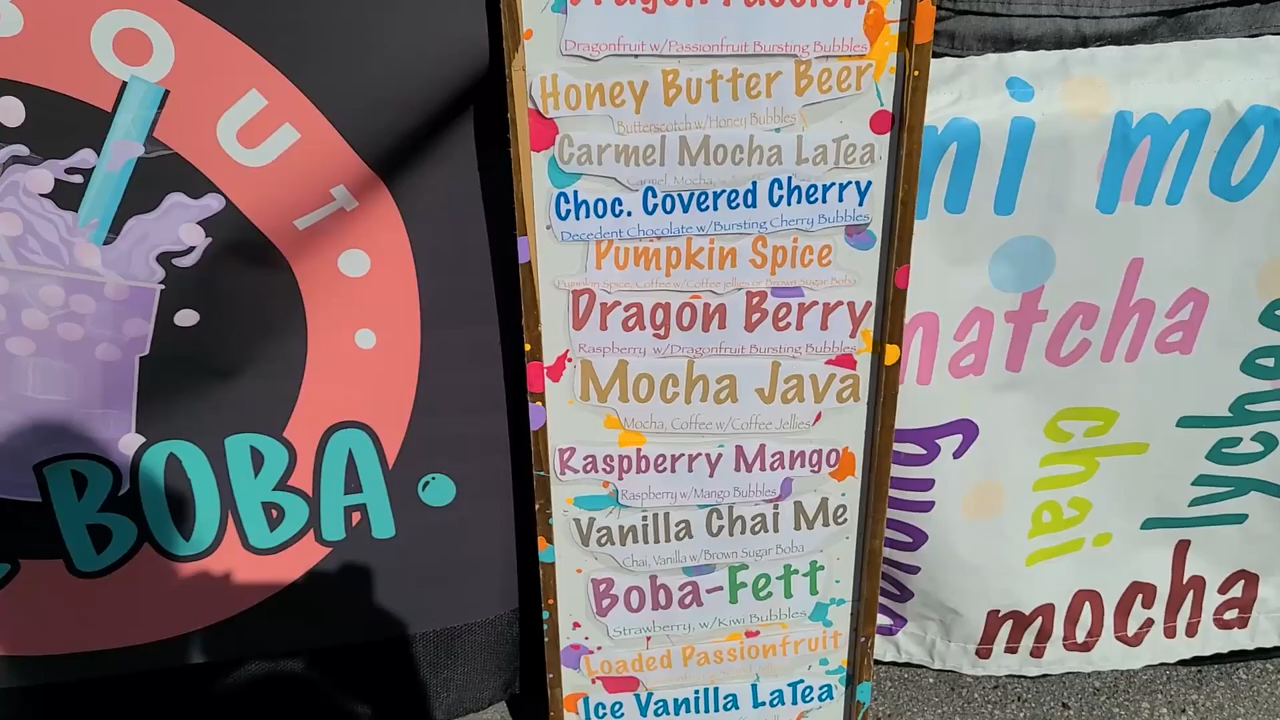 OUT.
BOBA
Dragon Passion
Dragonfruit w/Passionfruit Bursting Bubbles
Honey Butter Beer
Butterscotch w/Honey Bubbles
Carmel Mocha LaTea
Carmel, Mocha,
Choc. Covered Cherry
Decedent Chocolate w/Bursting Cherry Bubbles
Pumpkin Spice
Pumpkin Spice, Coffee w/Coffee jellies or Brown Sugar Boba
Dragon Berry
Raspberry w/Dragonfruit Bursting Bubbles
Mocha Java
Mocha, Coffee w/Coffee Jellies
Raspberry Mango
Raspberry w/Mango Bubbles
Vanilla Chai Me
Chai, Vanilla w/Brown Sugar Boba
Boba-Fett
Strawberry, w/Kiwi Bubbles
Loaded Passionfruit
Ice Vanilla LaTea
ni mo
matcha
oolong
chai
lychee
mocha